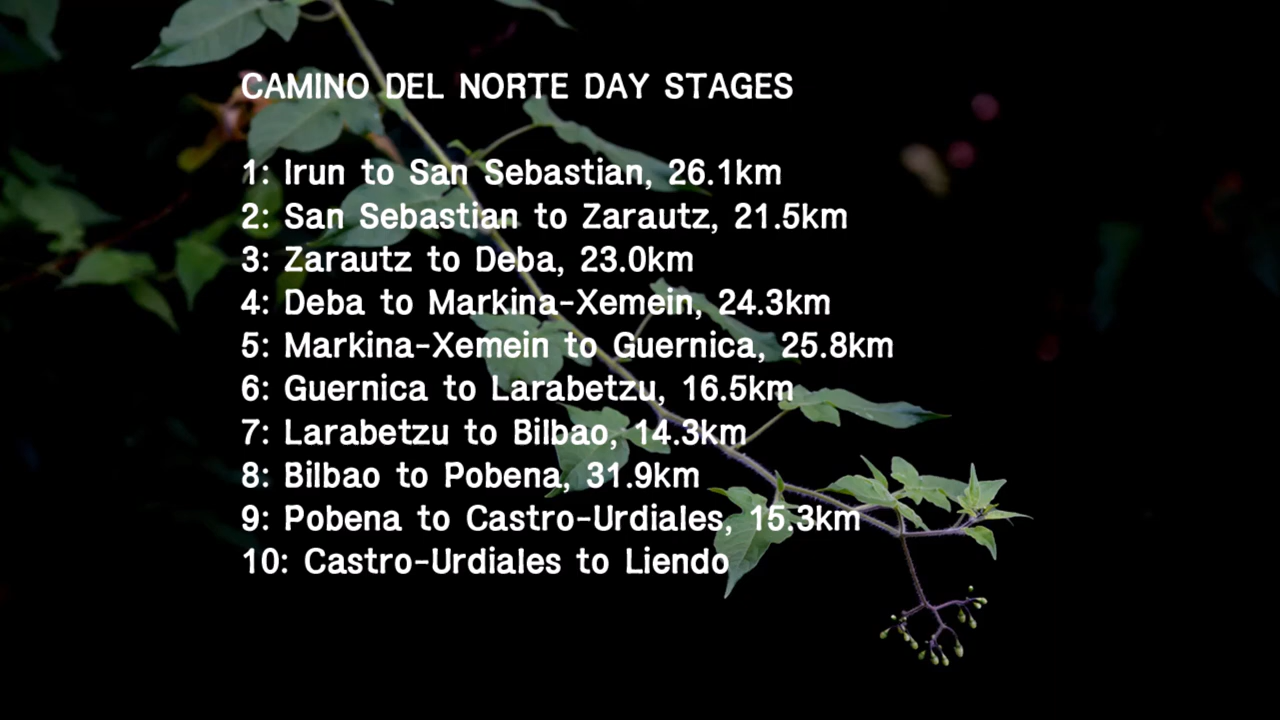 CAMINO DEL NORTE DAY STAGES
1: Irun to San Sebastian, 26.1km
2: San Sebastian to Zarautz, 21.5km
3: Zarautz to Deba, 23.0km
4: Deba to Markina-Xemein, 24.3km
5: Markina-Xemein to Guernica, 25.8km
6: Guernica to Larabetzu, 16.5km
7: Larabetzu to Bilbao, 14.3km
8: Bilbao to Pobena, 31.9km
9: Pobena to Castro-Urdiales, 15.3km
10: Castro-Urdiales to Liendo